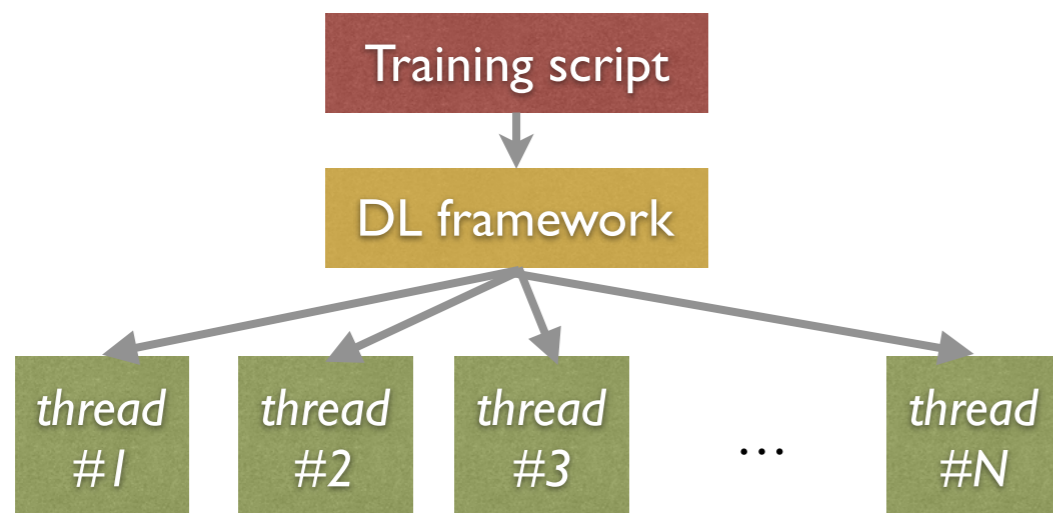 Training script
DL framework
thread
#1
thread
#2
thread
#3
...
thread
#N